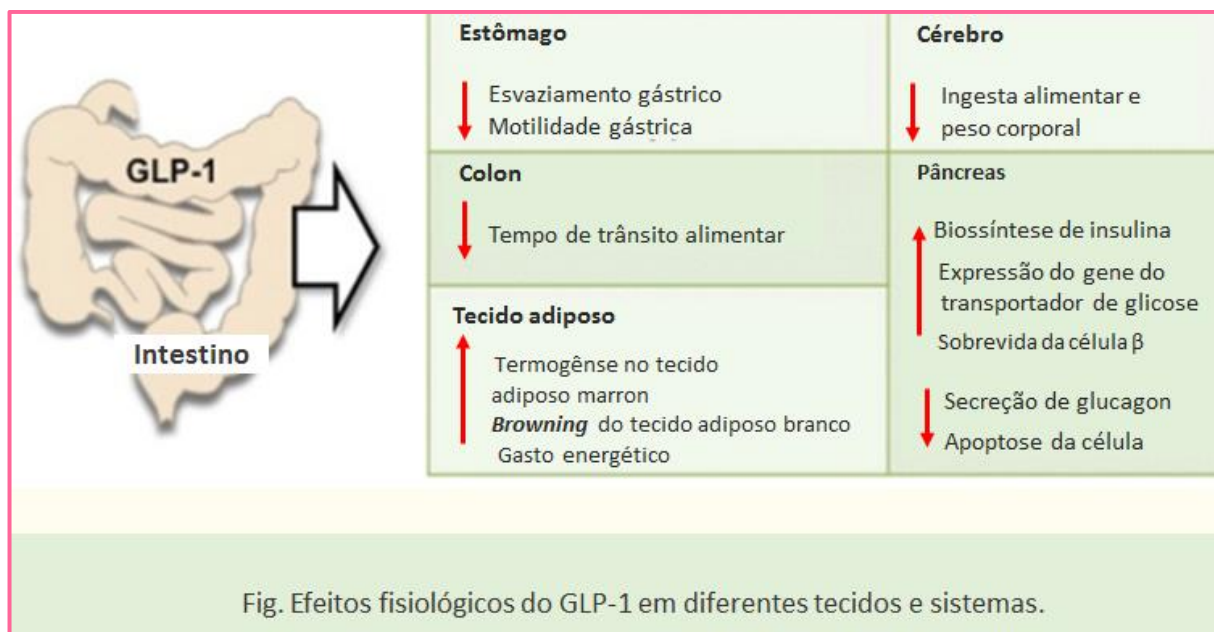 GLP-1
Intestino
Estômago
Esvaziamento gástrico
Motilidade gástrica
Cérebro
Ingesta alimentar e
peso corporal
Colon
Tempo de trânsito alimentar
Pâncreas
Biossíntese de insulina
Expressão do gene do
transportador de glicose
Sobrevida da célula β
Secreção de glucagon
Apoptose da célula
Tecido adiposo
Termogênse no tecido
adiposo marron
Browning do tecido adiposo branco
Gasto energético
Fig. Efeitos fisiológicos do GLP-1 em diferentes tecidos e sistemas.